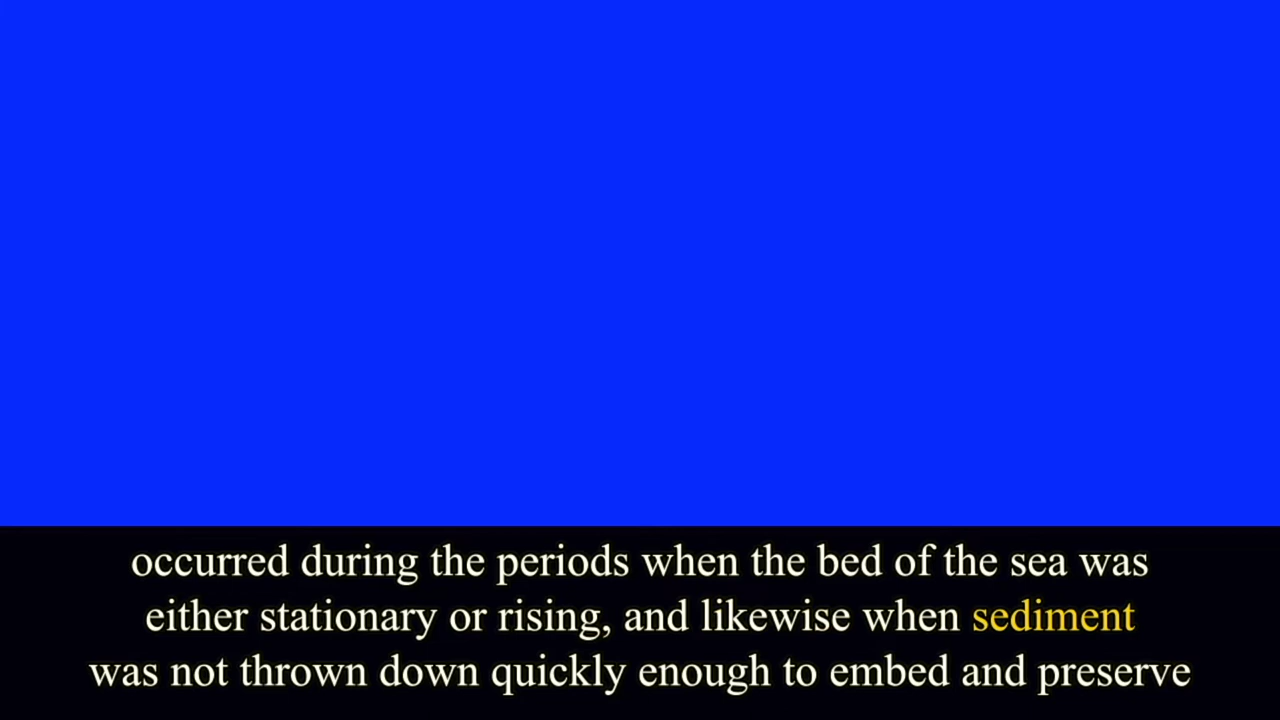 occurred during the periods when the bed of the sea was
either stationary or rising, and likewise when sediment
was not thrown down quickly enough to embed and preserve